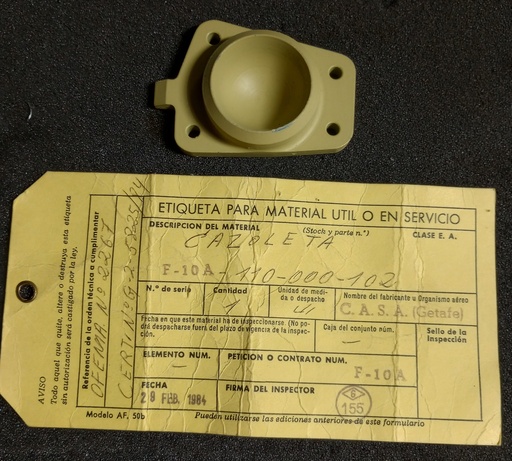 ETIQUETA PARA MATERIAL UTIL O EN SERVICIO
DESCRIPCION DEL MATERIAL (Stock y parte n.°) CLASE E. A.
CAZOLETA
F-10A-110-000-102
N.° de serie Cantidad Unidad de medida o despacho Nombre del fabricante u Organismo aéreo
1 C.A.S.A. (Getafe)
Fecha en que este material ha de inspeccionarse (No podrá despacharse fuera del plazo de vigencia de la inspección). Caja del conjunto núm. Sello de la Inspección
— —
ELEMENTO NUM. PETICION O CONTRATO NUM.
— F-10A
FECHA FIRMA DEL INSPECTOR
29 FEB. 1984 155
Modelo AF, 50b Pueden utilizarse las ediciones anteriores de este formulario
AVISO
Todo aquel que quite, altere o destruya esta etiqueta
sin autorización será castigado por la ley.
Referencia de la orden técnica a cumplimentar